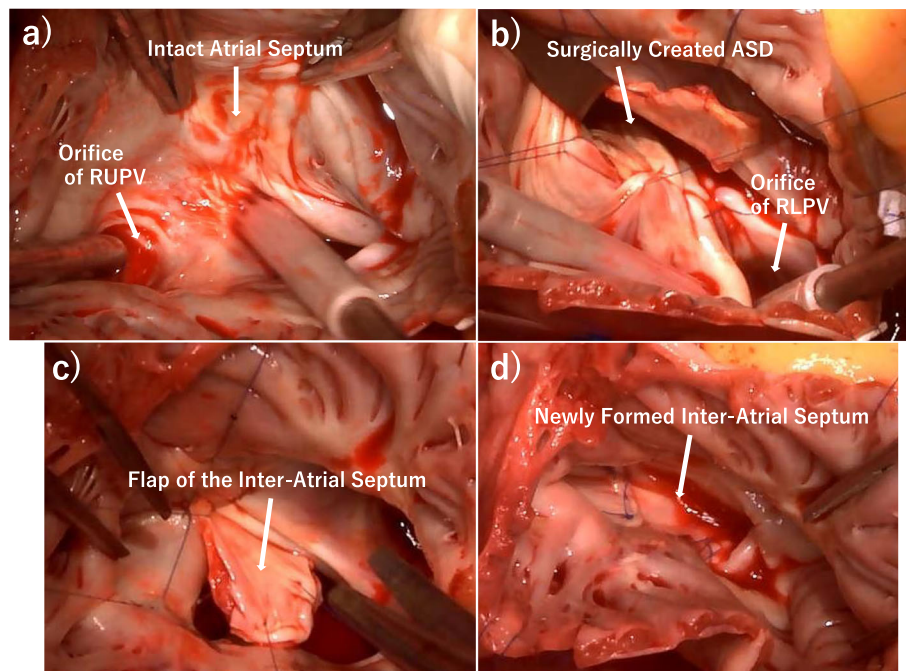 a)
Intact Atrial Septum
Orifice
of RUPV
b)
Surgically Created ASD
Orifice
of RLPV
c)
Flap of the Inter-Atrial Septum
d)
Newly Formed Inter-Atrial Septum